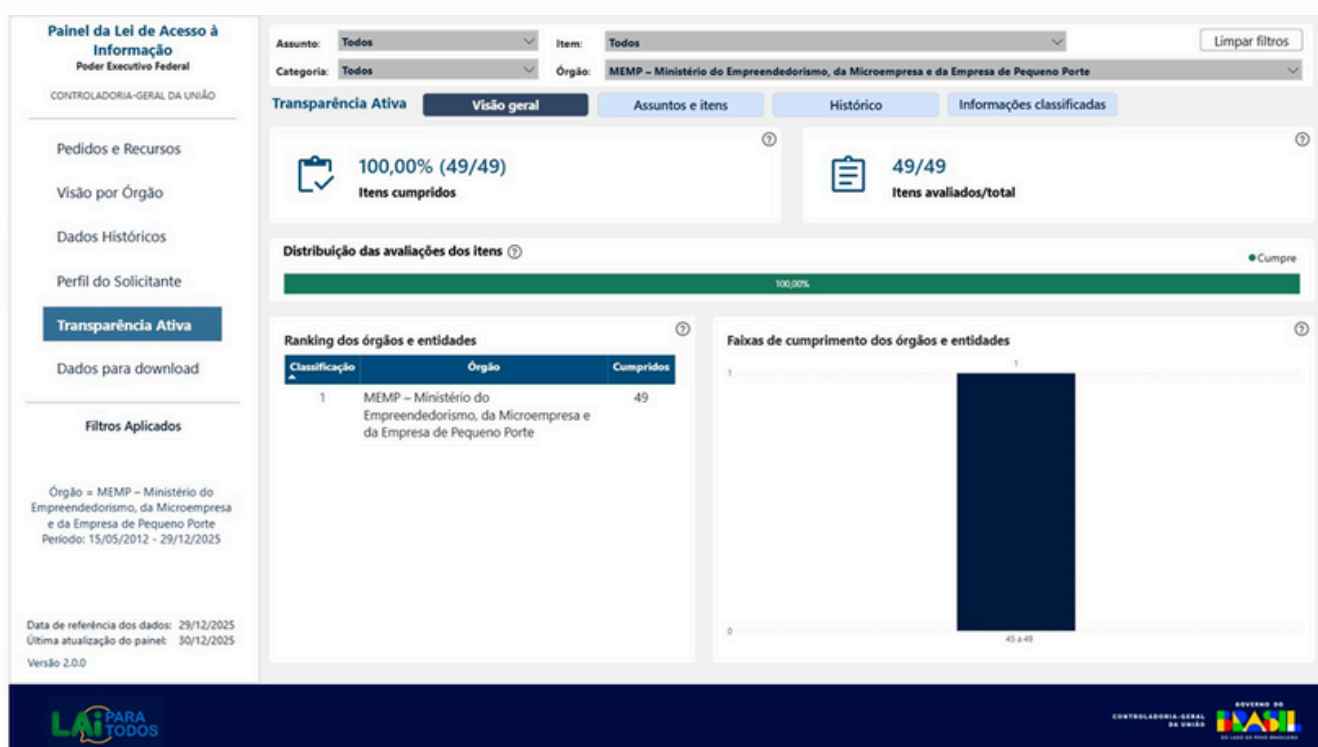 Painel da Lei de Acesso à
Informação
Poder Executivo Federal
CONTROLADORIA-GERAL DA UNIÃO
Pedidos e Recursos
Visão por Órgão
Dados Históricos
Perfil do Solicitante
Transparência Ativa
Dados para download
Filtros Aplicados
Órgão = MEMP – Ministério do
Empreendedorismo, da Microempresa
e da Empresa de Pequeno Porte
Período: 15/05/2012 - 29/12/2025
Data de referência dos dados: 29/12/2025
Última atualização do painel: 30/12/2025
Versão 2.0.0
Assunto: Todos
Item: Todos
Limpar filtros
Categoria: Todos
Órgão: MEMP – Ministério do Empreendedorismo, da Microempresa e da Empresa de Pequeno Porte
Transparência Ativa
Visão geral
Assuntos e itens
Histórico
Informações classificadas
100,00% (49/49)
Itens cumpridos
49/49
Itens avaliados/total
Distribuição das avaliações dos itens
Cumpre
100,00%
Ranking dos órgãos e entidades
Classificação Órgão Cumpridos
1 MEMP – Ministério do 49
Empreendedorismo, da Microempresa e
da Empresa de Pequeno Porte
Faixas de cumprimento dos órgãos e entidades
1
1
0
45 a 49
LAi PARA
TODOS
CONTROLADORIA-GERAL
DA UNIÃO
GOVERNO DO
BRASIL
DO LADO DO POVO BRASILEIRO